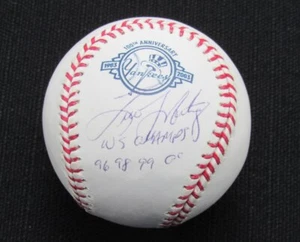 100TH ANNIVERSARY
1903 2003
Yankees
WS CHAMPS
96 98 99 00